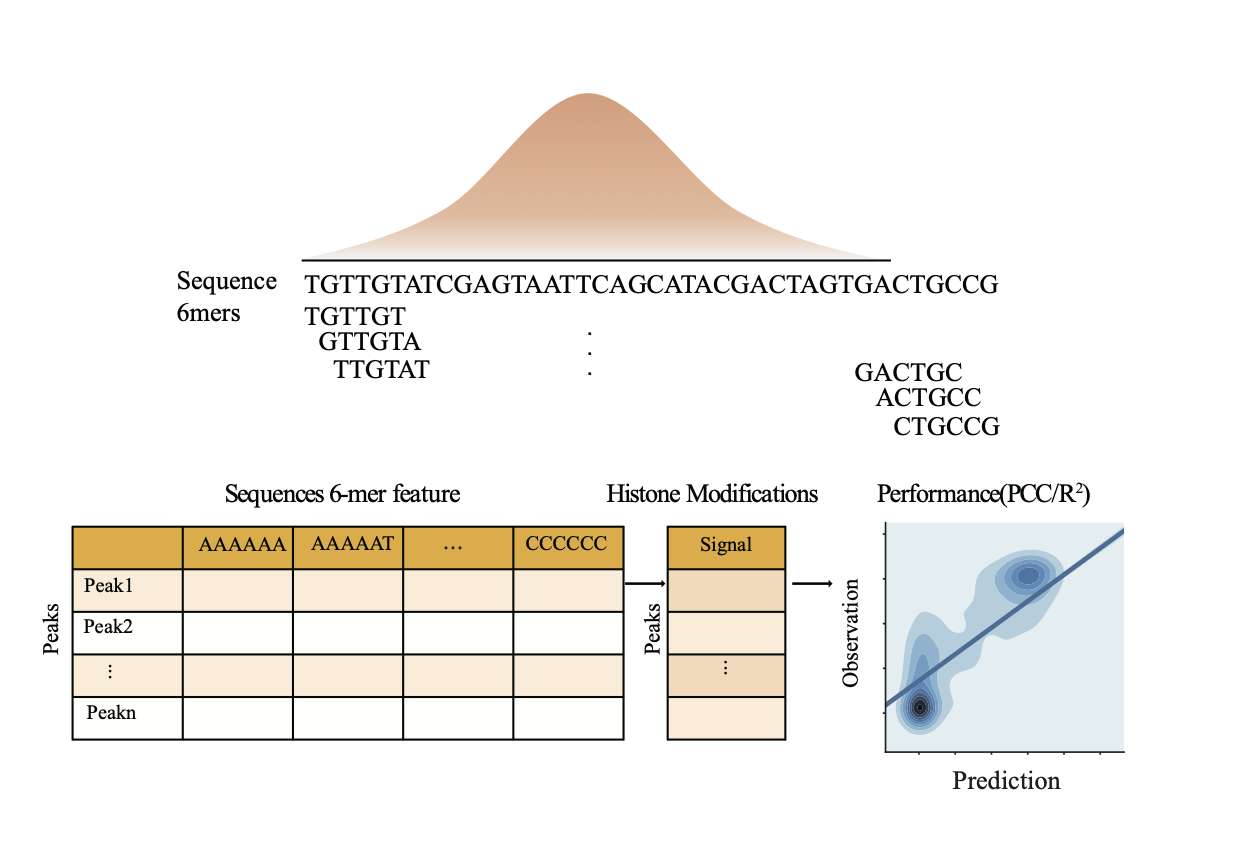 Sequence TGTTGTATCGAGTAATTCAGCATACGACTAGTGACTGCCG
6mers TGTTGT
GTTGTA
TTGTAT
.
.
.
GACTGC
ACTGCC
CTGCCG
Sequences 6-mer feature
AAAAAA AAAAAT ... CCCCCC
Peaks
Peak1
Peak2
⋮
Peakn
Histone Modifications
Signal
Peaks
⋮
Performance(PCC/R²)
Observation
Prediction